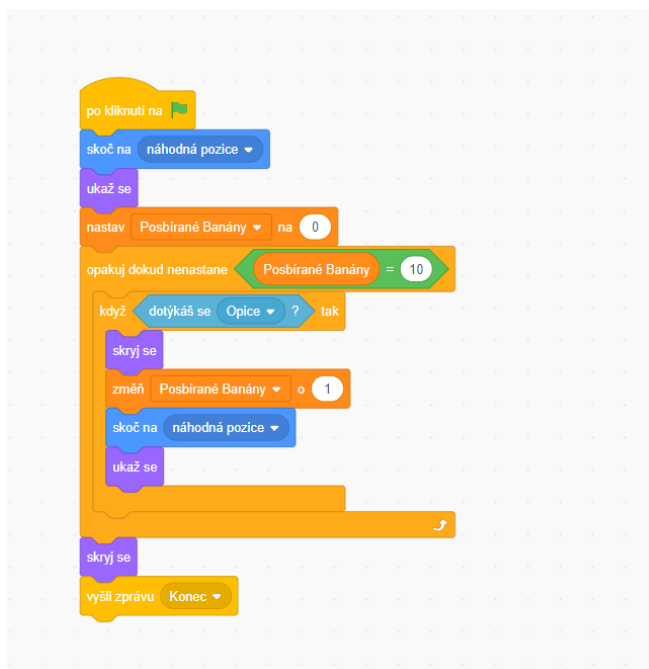 po kliknutí na
skoč na náhodná pozice
ukaž se
nastav Posbírané Banány na 0
opakuj dokud nenastane Posbírané Banány = 10
když dotýkáš se Opice ? tak
skryj se
změň Posbírané Banány o 1
skoč na náhodná pozice
ukaž se
skryj se
vyšli zprávu Konec